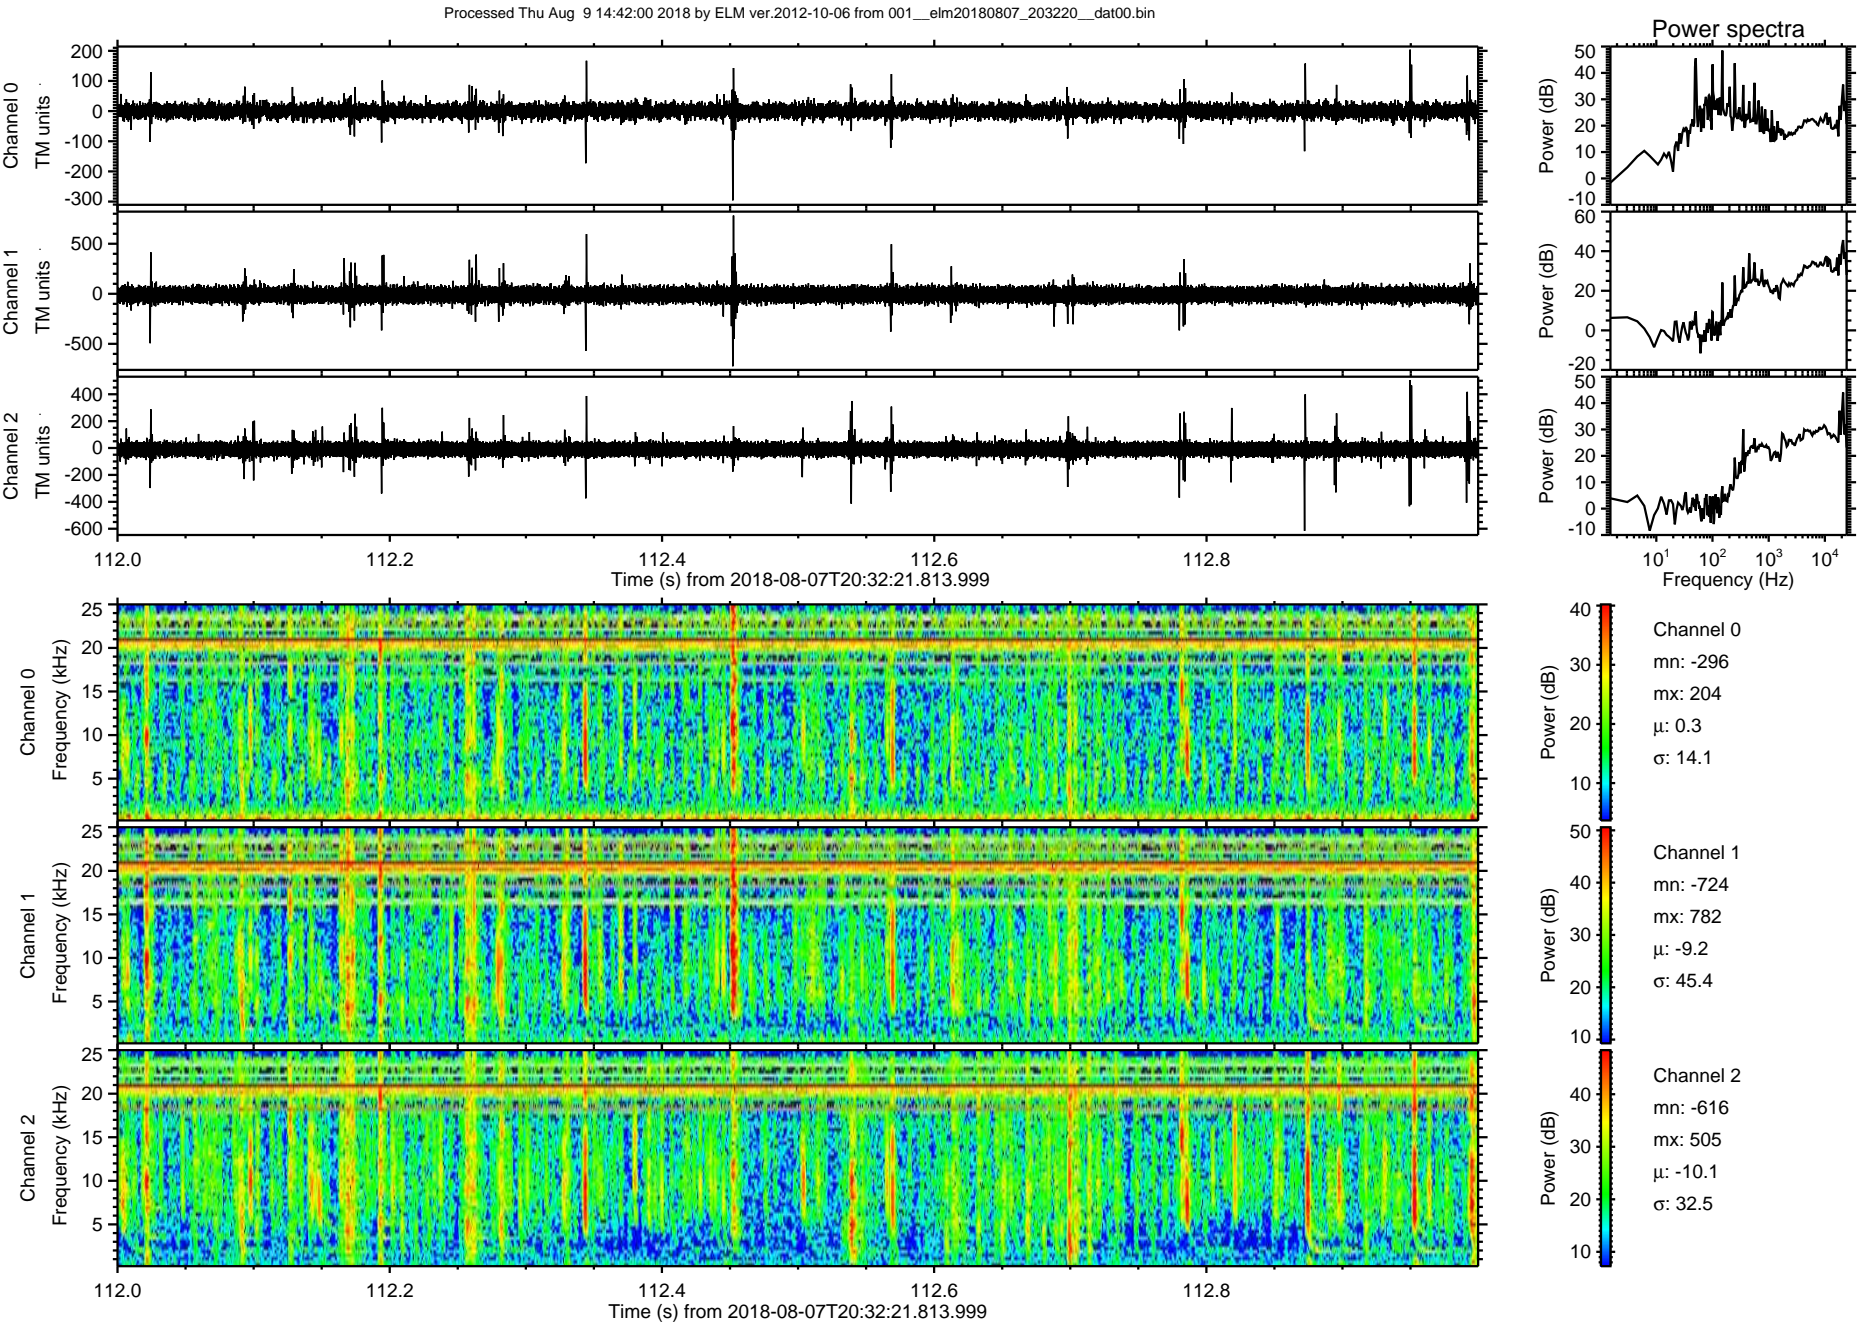 Processed Thu Aug  9 14:42:00 2018 by ELM ver.2012-10-06 from 001__elm20180807_203220__dat00.bin
Power spectra
Channel 0
TM units
200
100
0
-100
-200
-300
Power (dB)
50
40
30
20
10
0
-10
Channel 1
TM units
500
0
-500
Power (dB)
60
40
20
0
-20
Channel 2
TM units
400
200
0
-200
-400
-600
Power (dB)
50
40
30
20
10
0
-10
112.0 112.2 112.4 112.6 112.8
Time (s) from 2018-08-07T20:32:21.813.999
10^1 10^2 10^3 10^4
Frequency (Hz)
Channel 0
Frequency (kHz)
25
20
15
10
5
Power (dB)
40
30
20
10
Channel 0
mn: -296
mx: 204
μ: 0.3
σ: 14.1
Channel 1
Frequency (kHz)
25
20
15
10
5
Power (dB)
50
40
30
20
10
Channel 1
mn: -724
mx: 782
μ: -9.2
σ: 45.4
Channel 2
Frequency (kHz)
25
20
15
10
5
Power (dB)
40
30
20
10
Channel 2
mn: -616
mx: 505
μ: -10.1
σ: 32.5
112.0 112.2 112.4 112.6 112.8
Time (s) from 2018-08-07T20:32:21.813.999